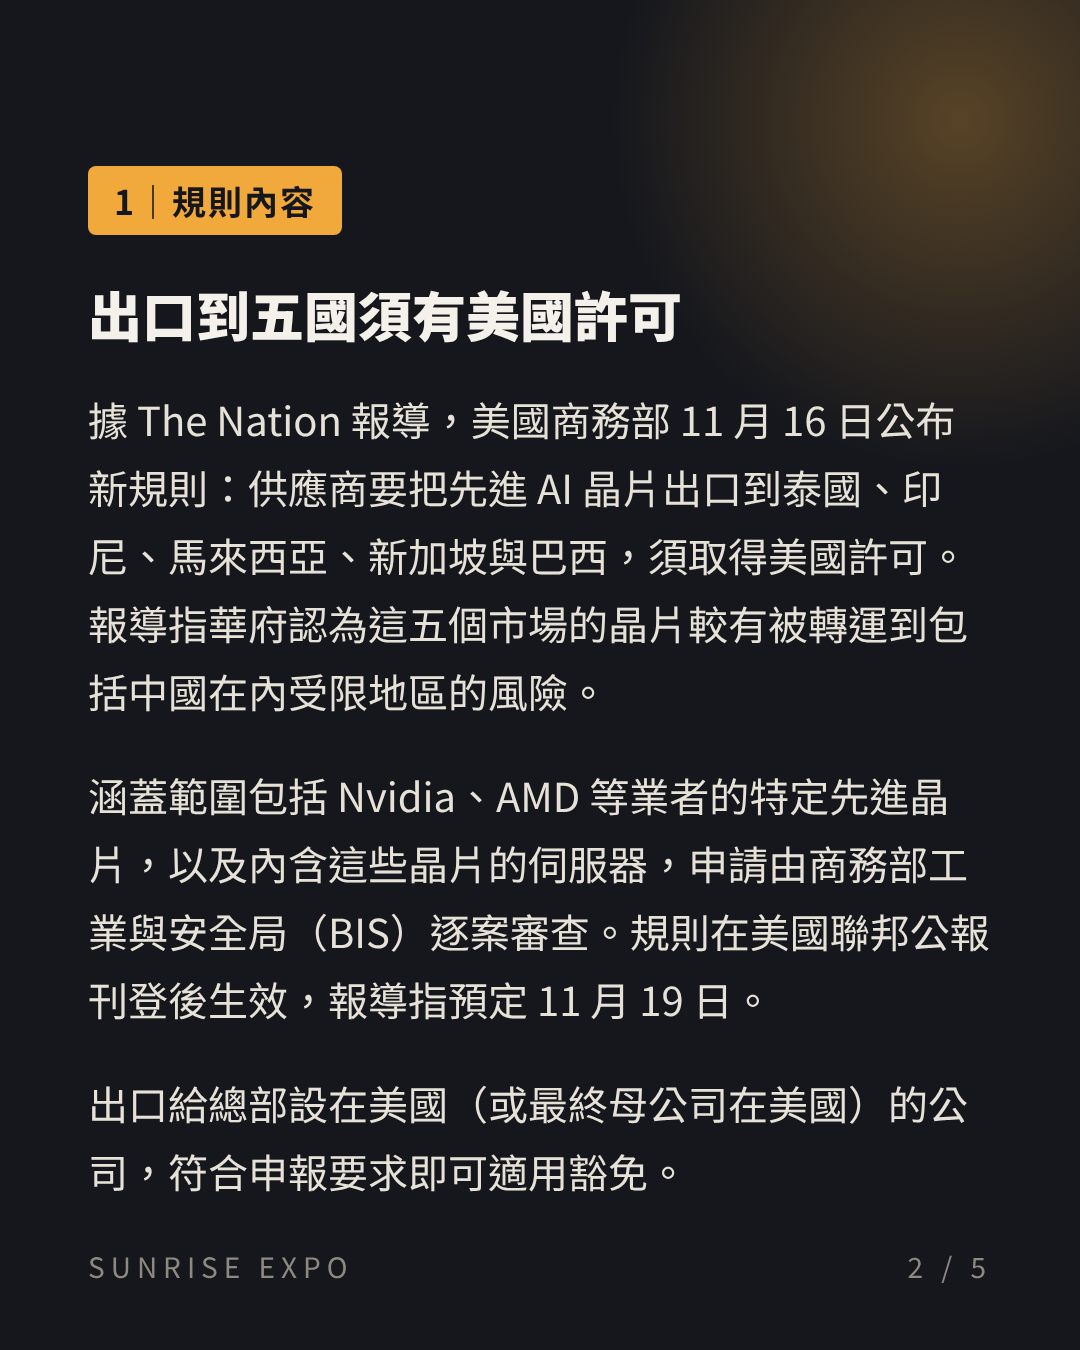 1｜規則內容
出口到五國須有美國許可
據 The Nation 報導，美國商務部 11 月 16 日公布
新規則：供應商要把先進 AI 晶片出口到泰國、印
尼、馬來西亞、新加坡與巴西，須取得美國許可。
報導指華府認為這五個市場的晶片較有被轉運到包
括中國在內受限地區的風險。
涵蓋範圍包括 Nvidia、AMD 等業者的特定先進晶
片，以及內含這些晶片的伺服器，申請由商務部工
業與安全局（BIS）逐案審查。規則在美國聯邦公報
刊登後生效，報導指預定 11 月 19 日。
出口給總部設在美國（或最終母公司在美國）的公
司，符合申報要求即可適用豁免。
SUNRISE EXPO
2 / 5